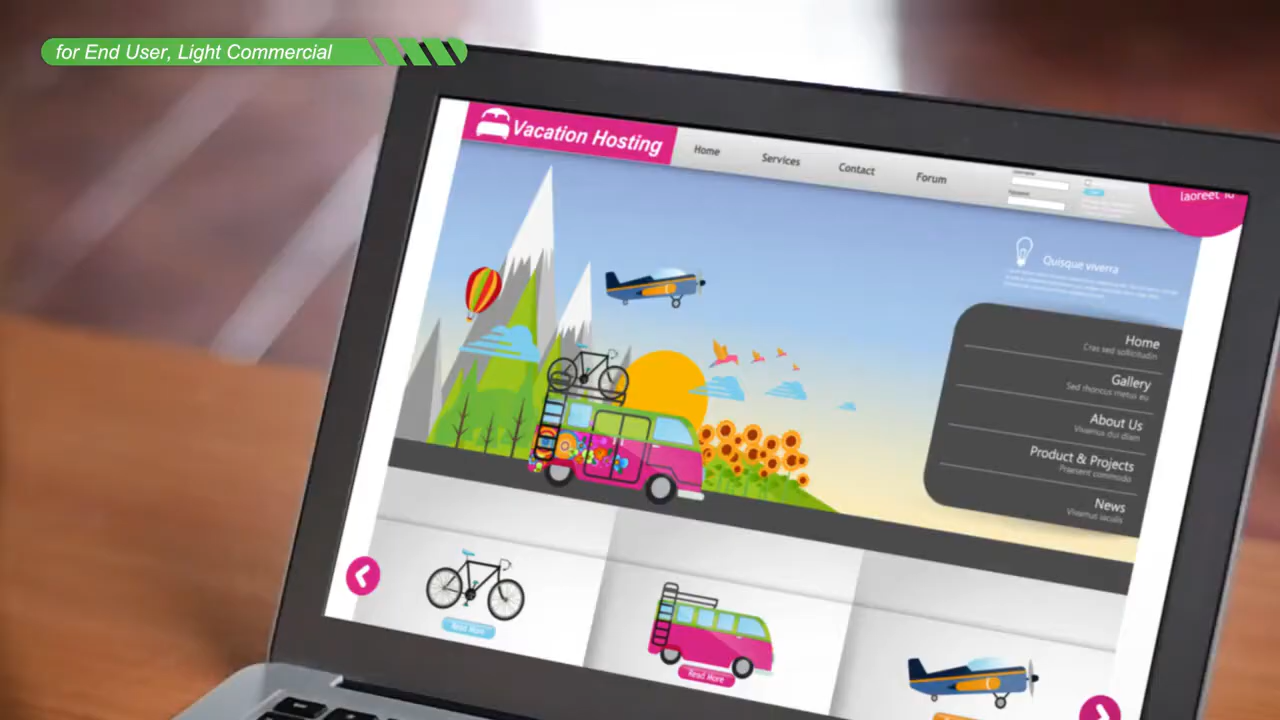 for End User, Light Commercial
Vacation Hosting
Home
Services
Contact
Forum
laoreet
Quisque viverra
Home
Cras sed sollicitudin
Gallery
Sed rhoncus metus eu
About Us
Vivamus dui diam
Product & Projects
Praesent commodo
News
Vivamus iaculis
Read More
Read More